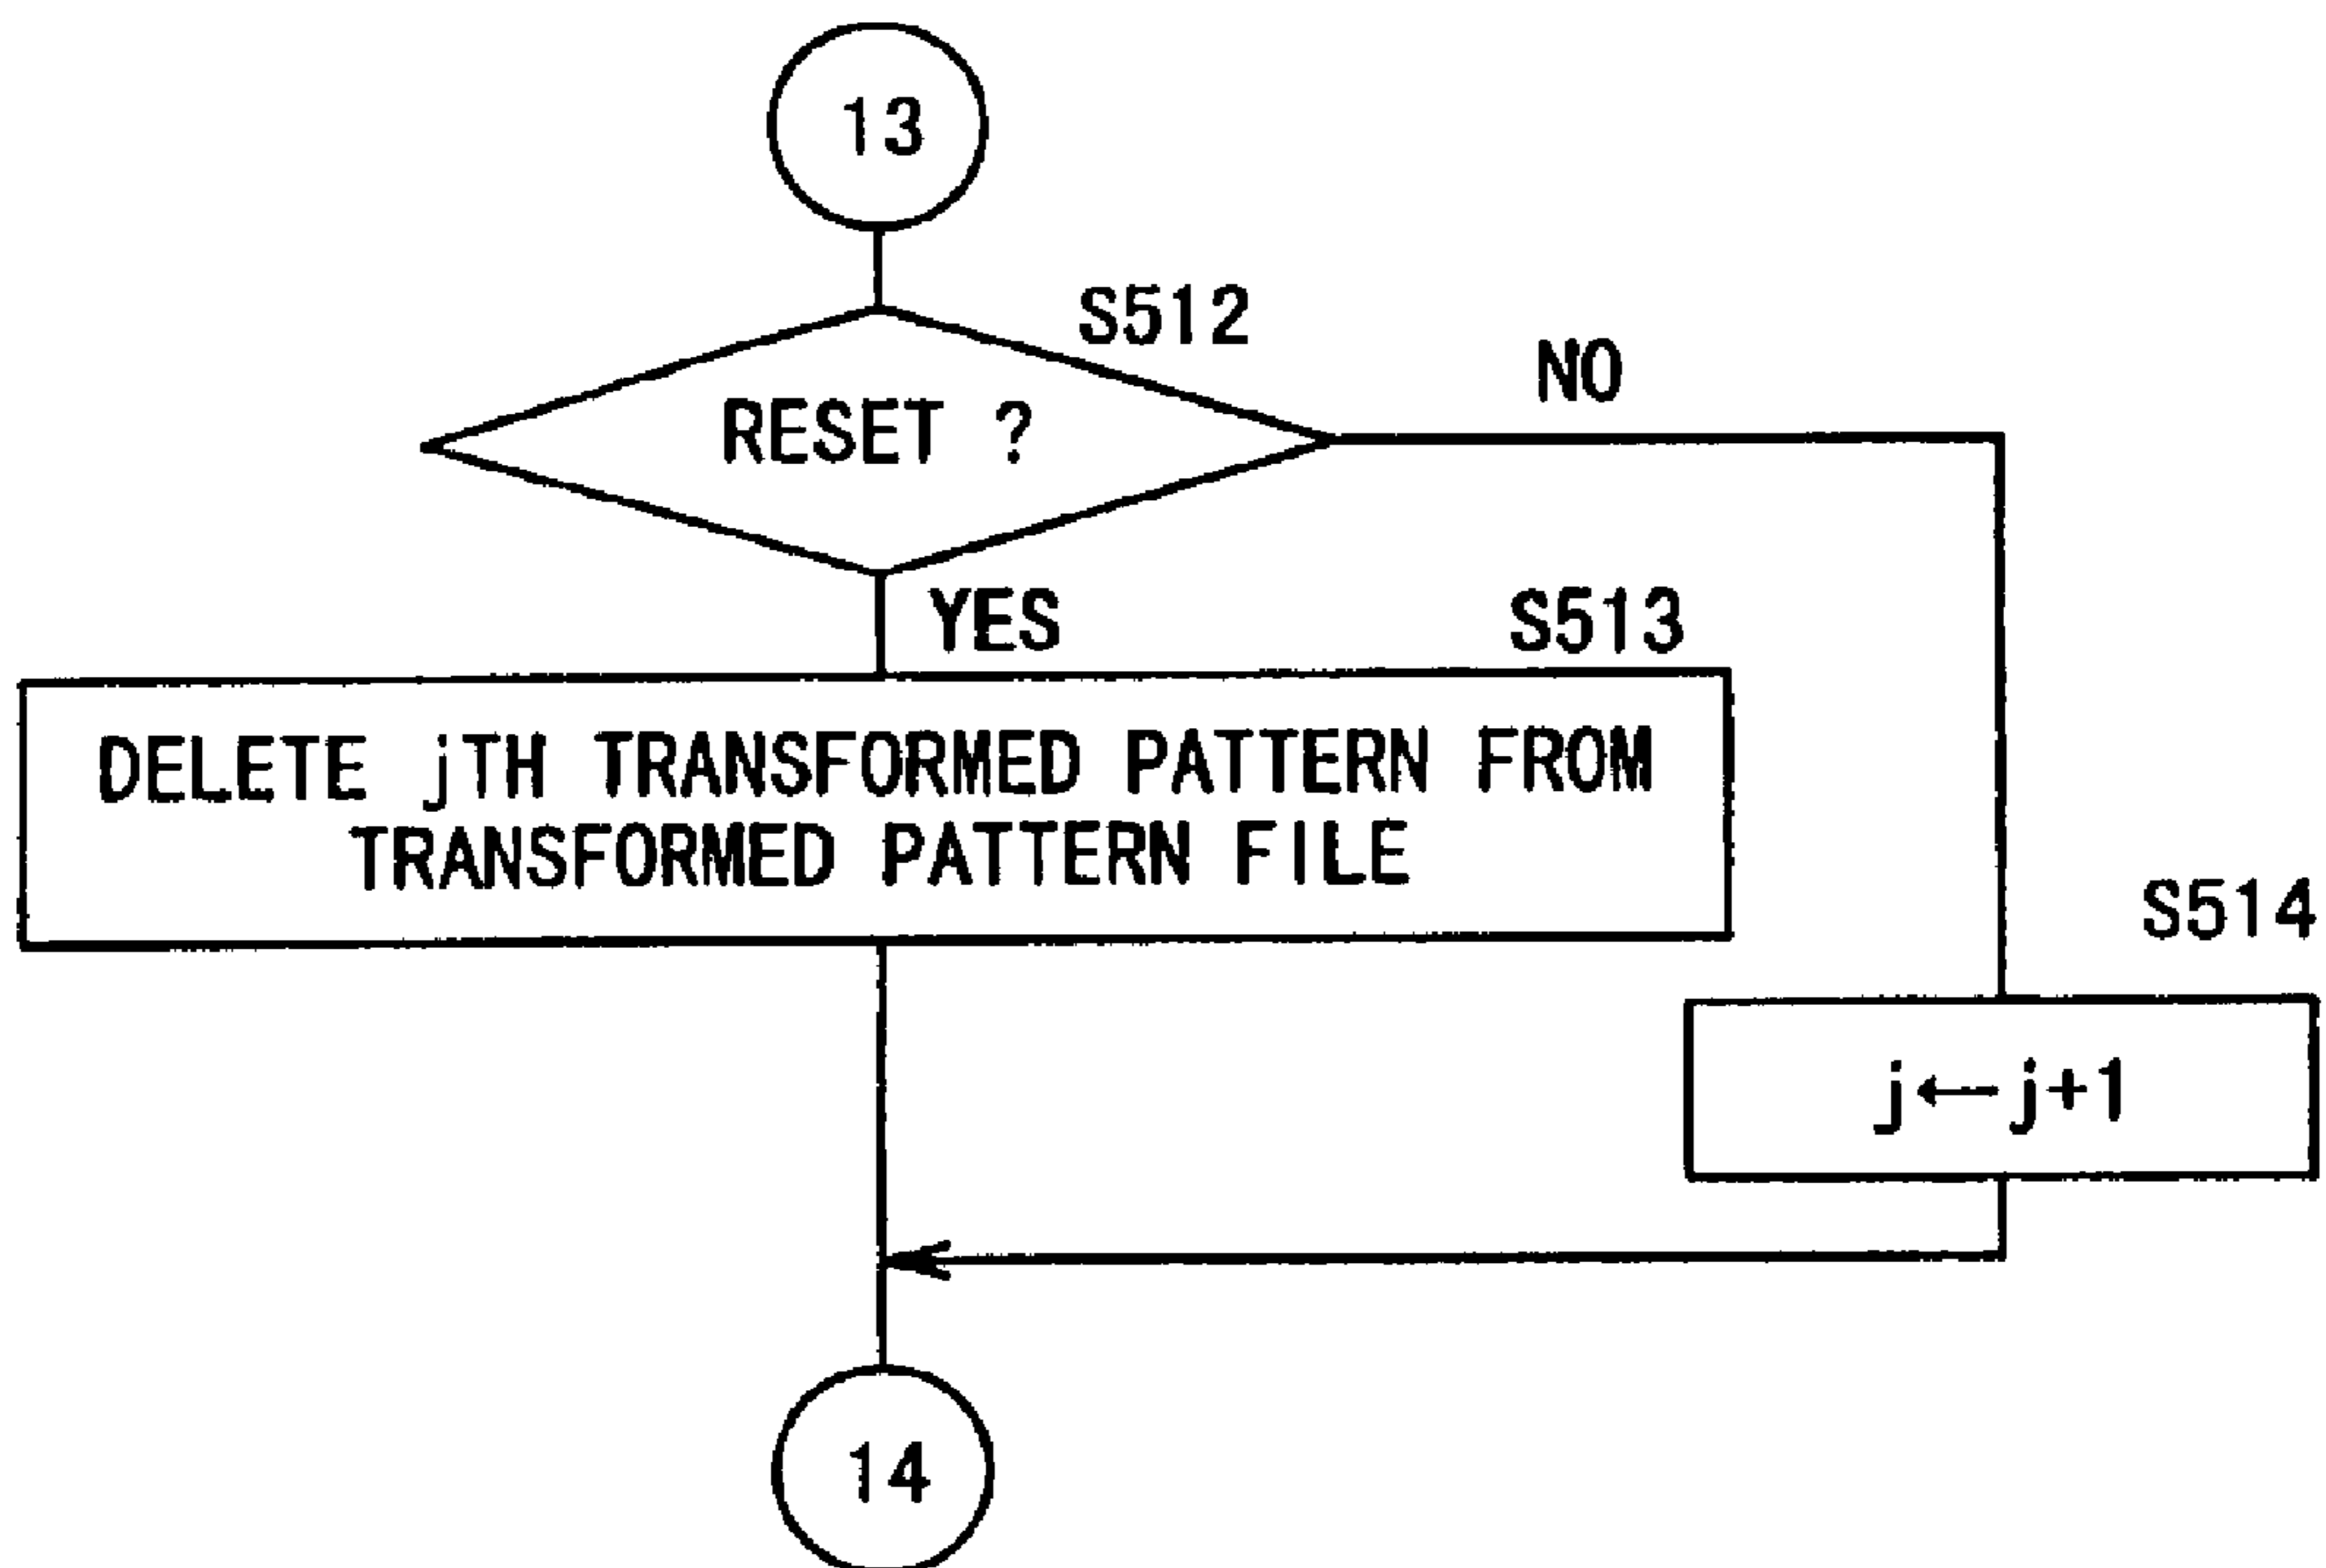 13
S512
RESET ?
NO
YES
S513
DELETE jTH TRANSFORMED PATTERN FROM
TRANSFORMED PATTERN FILE
S514
j←j+1
14